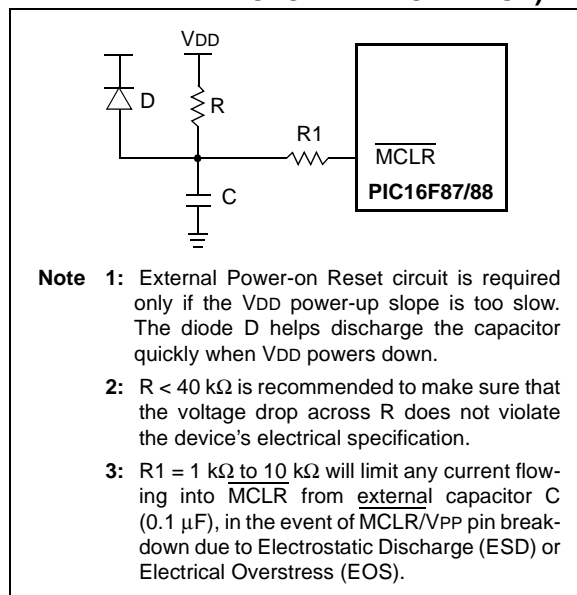 VDD
D
R
R1
MCLR
PIC16F87/88
C
Note 1: External Power-on Reset circuit is required
only if the VDD power-up slope is too slow.
The diode D helps discharge the capacitor
quickly when VDD powers down.
2: R < 40 kΩ is recommended to make sure that
the voltage drop across R does not violate
the device's electrical specification.
3: R1 = 1 kΩ to 10 kΩ will limit any current flow-
ing into MCLR from external capacitor C
(0.1 μF), in the event of MCLR/VPP pin break-
down due to Electrostatic Discharge (ESD) or
Electrical Overstress (EOS).